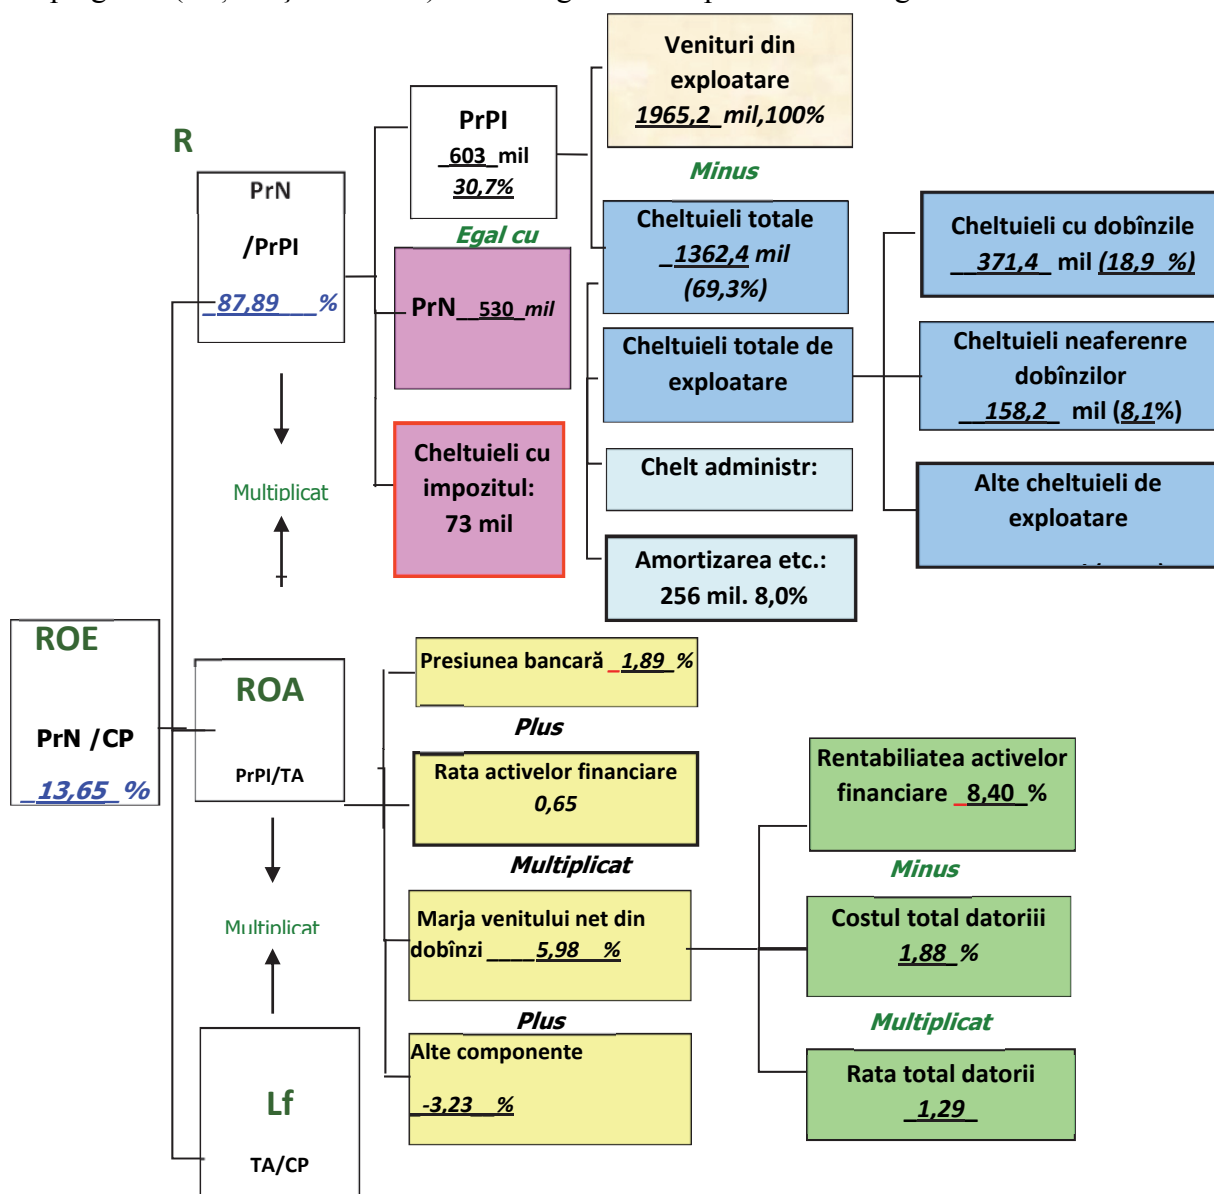 Venituri din
exploatare
1965,2 mil,100%
R
PrPI
603 mil
30,7%
Minus
PrN
/PrPI
87,89 %
Egal cu
Cheltuieli totale
1362,4 mil
(69,3%)
Cheltuieli cu dobînzile
371,4 mil (18,9 %)
PrN 530 mil
Cheltuieli totale de
exploatare
Cheltuieli neaferenre
dobînzilor
158,2 mil (8,1%)
Cheltuieli cu
impozitul:
73 mil
Chelt administr:
Alte cheltuieli de
exploatare
Multiplicat
Amortizarea etc.:
256 mil. 8,0%
ROE
PrN /CP
13,65 %
ROA
PrPI/TA
Presiunea bancară 1,89 %
Plus
Rata activelor financiare
0,65
Rentabiliatea activelor
financiare 8,40 %
Multiplicat
Minus
Multiplicat
Marja venitului net din
dobînzi 5,98 %
Costul total datoriii
1,88 %
Plus
Multiplicat
Lf
TA/CP
Alte componente
-3,23 %
Rata total datorii
1,29